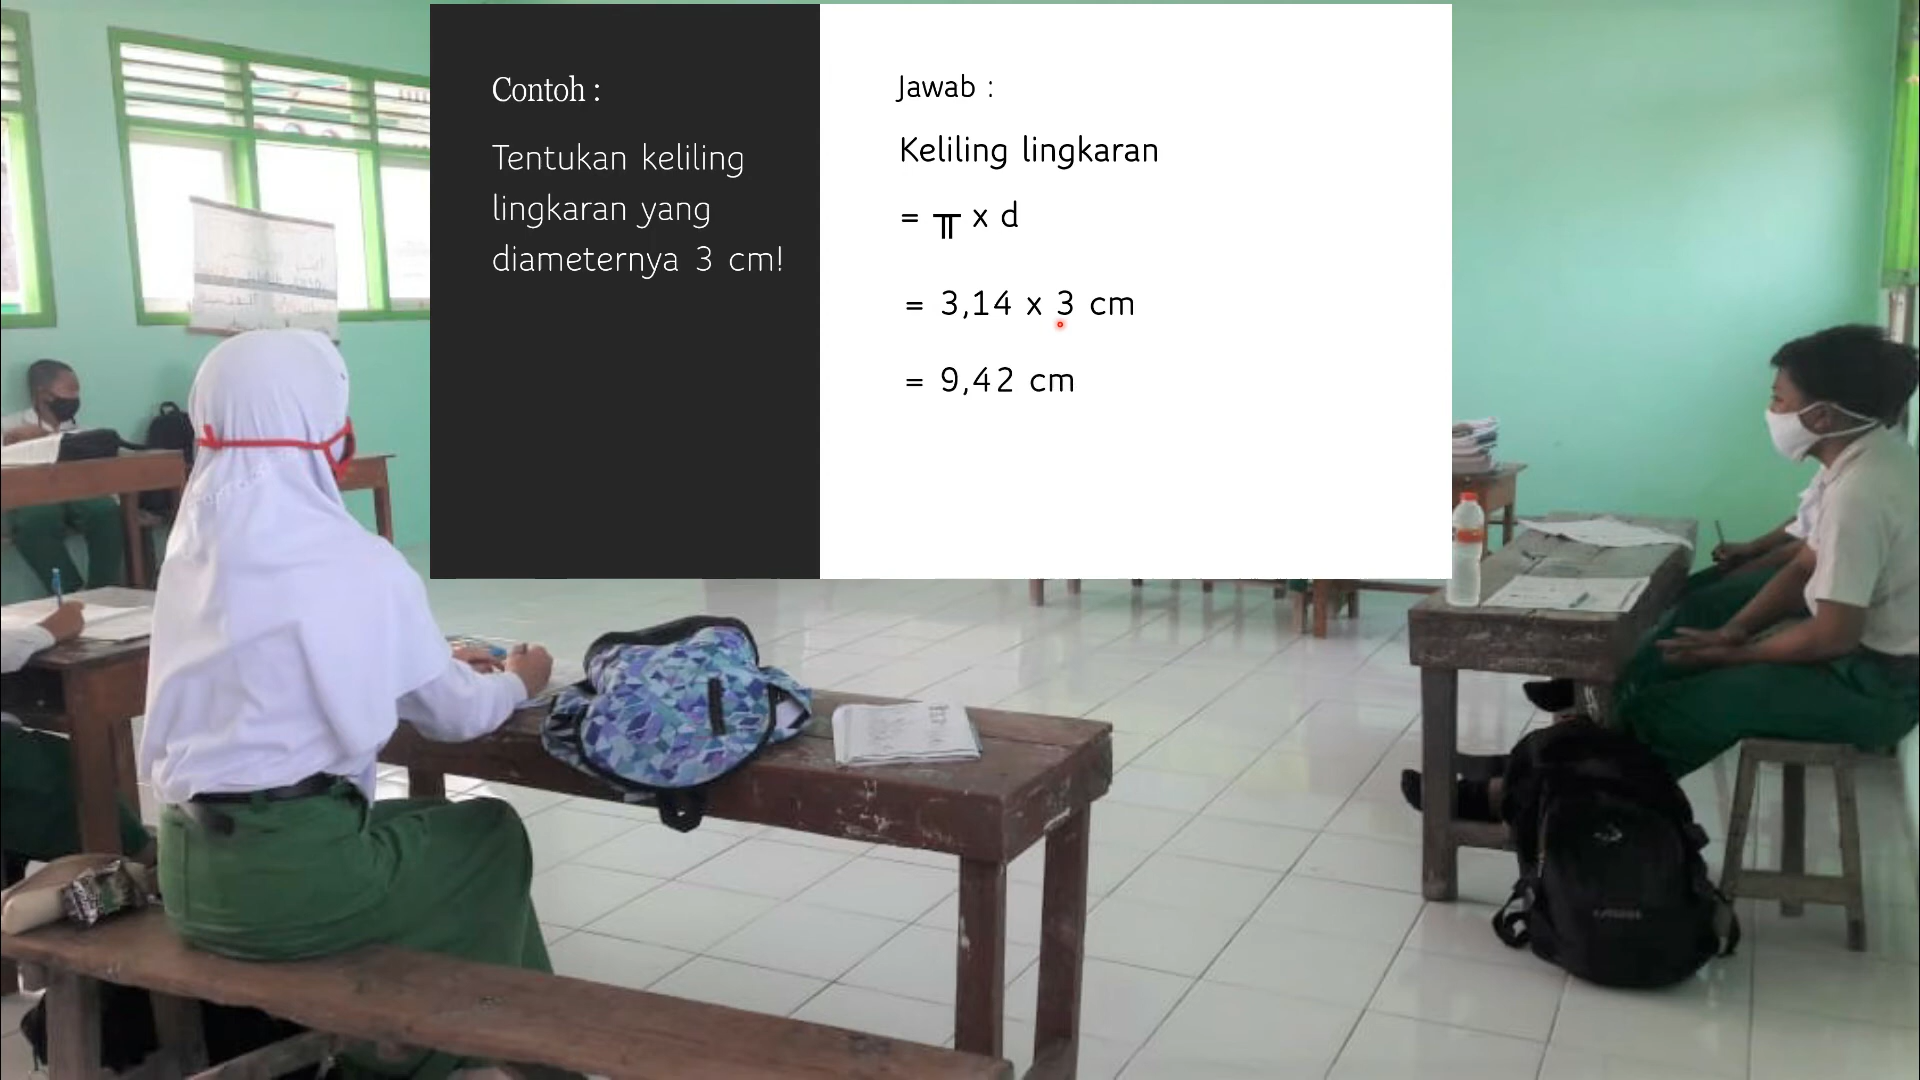 Contoh :
Tentukan keliling
lingkaran yang
diameternya 3 cm!
Jawab :
Keliling lingkaran
= π x d
= 3,14 x 3 cm
= 9,42 cm